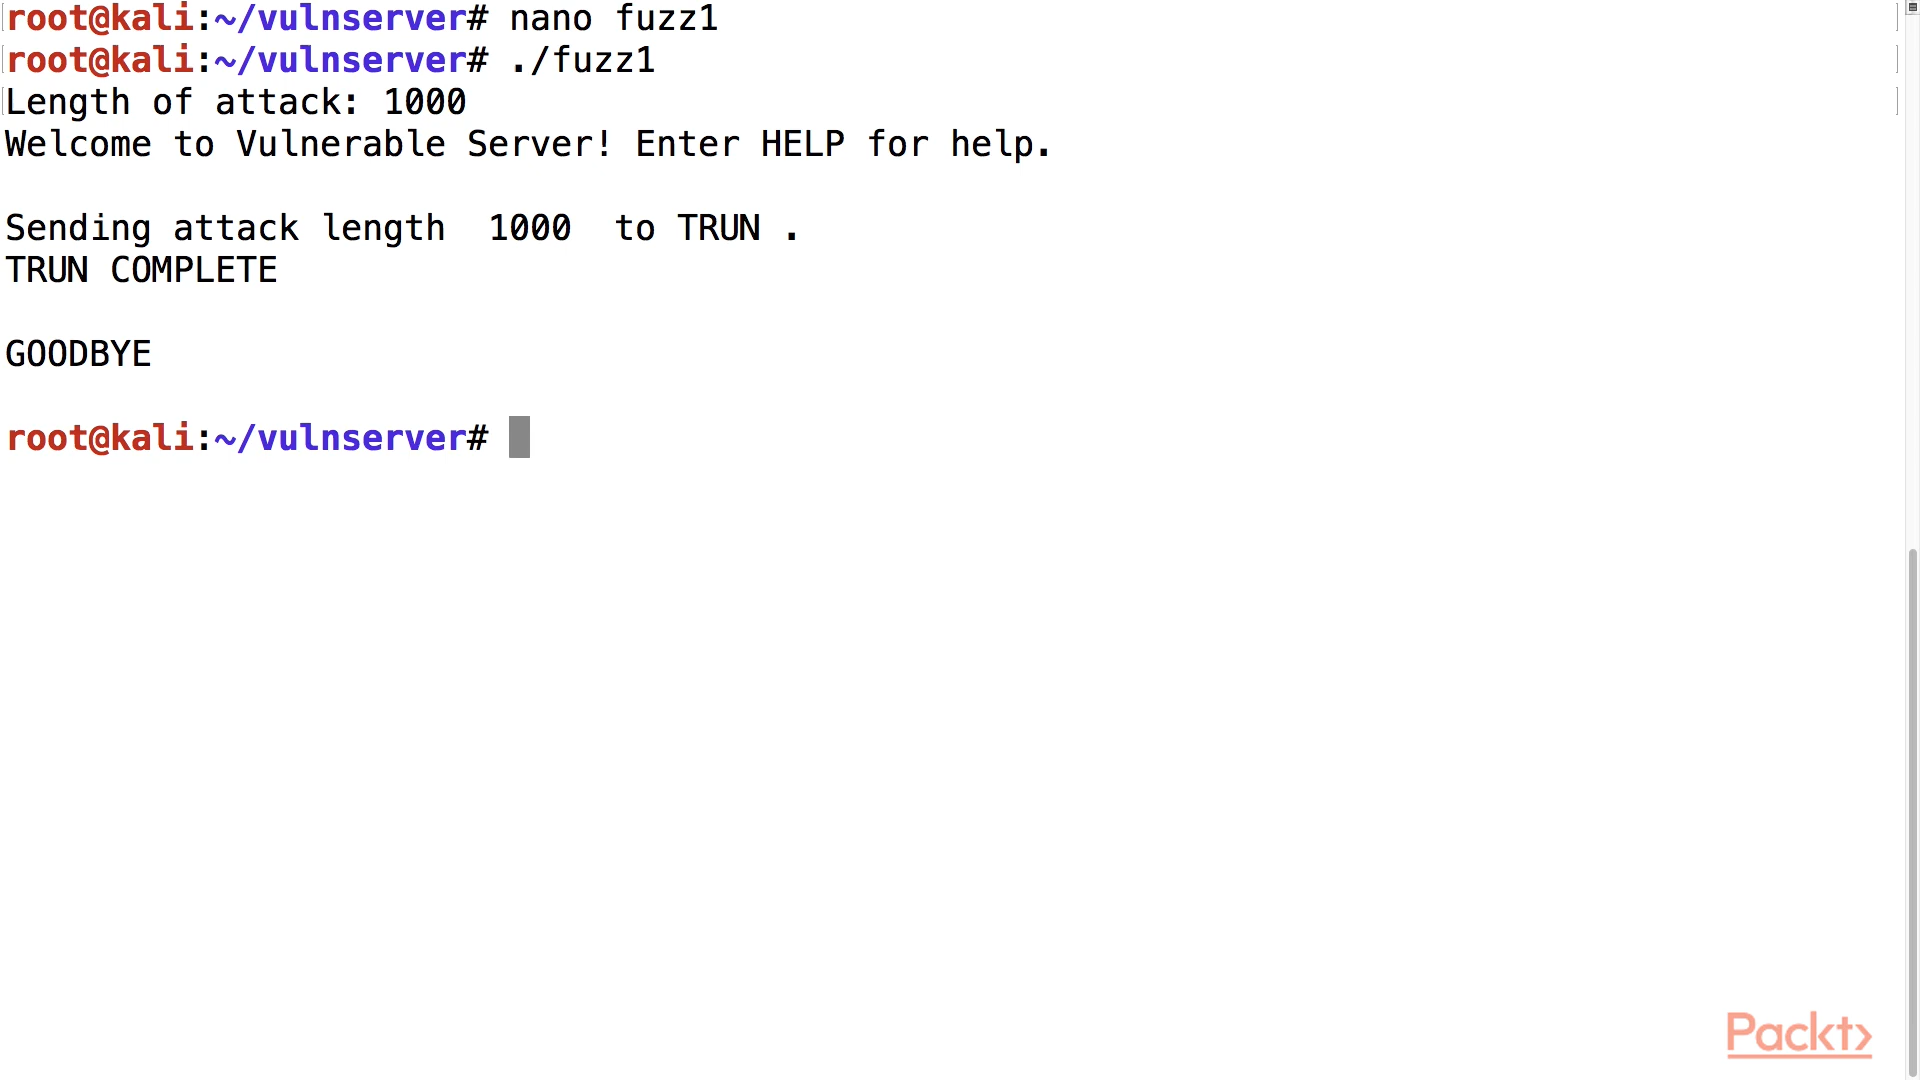 root@kali:~/vulnserver# nano fuzz1
root@kali:~/vulnserver# ./fuzz1
Length of attack: 1000
Welcome to Vulnerable Server! Enter HELP for help.
Sending attack length  1000  to TRUN .
TRUN COMPLETE
GOODBYE
root@kali:~/vulnserver#
Packt>